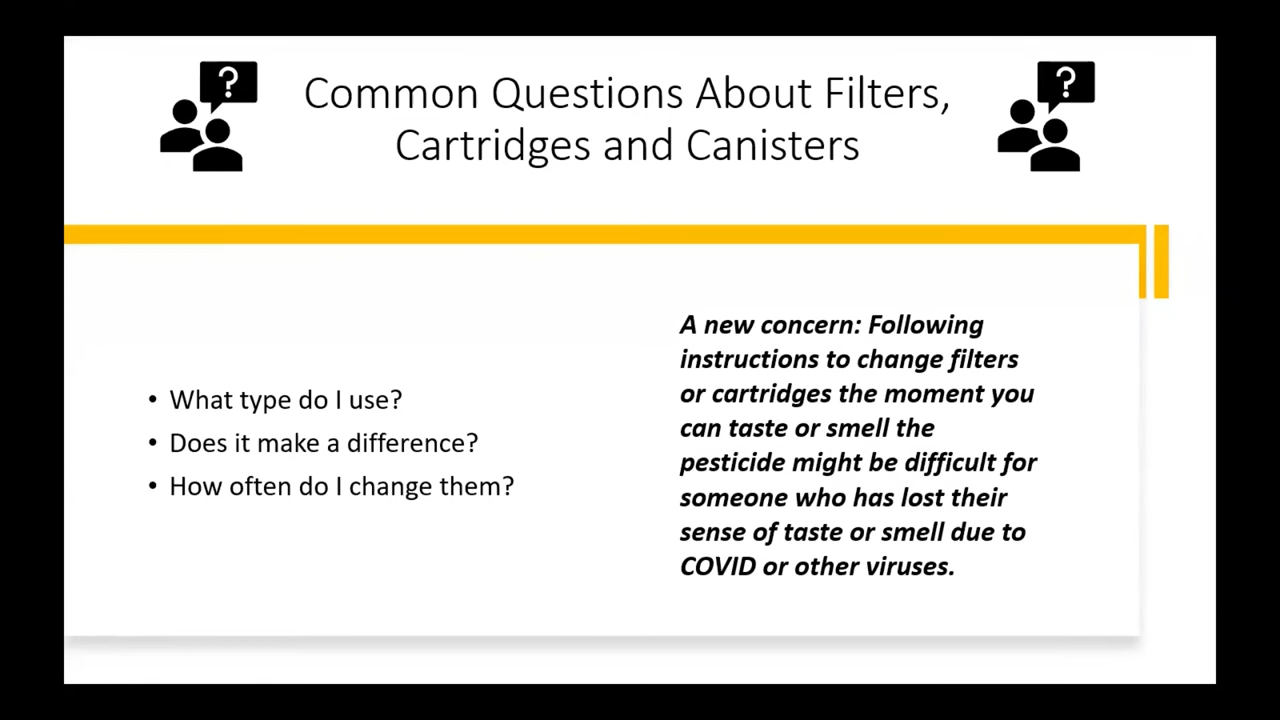 Common Questions About Filters,
Cartridges and Canisters
• What type do I use?
• Does it make a difference?
• How often do I change them?
A new concern: Following
instructions to change filters
or cartridges the moment you
can taste or smell the
pesticide might be difficult for
someone who has lost their
sense of taste or smell due to
COVID or other viruses.